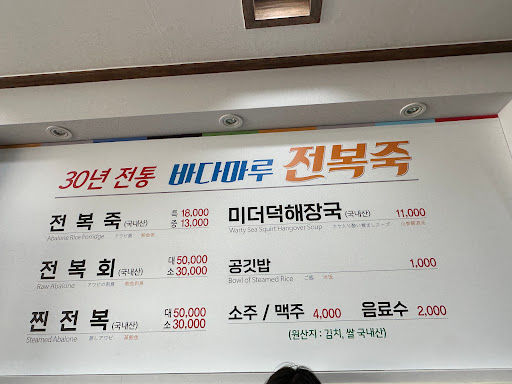 30년 전통 바다마루 전복죽
전복죽 (국내산) 특 18,000
중 13,000
Abalone Rice Porridge
전복회 (국내산) 대 50,000
소 30,000
Raw Abalone
찐전복 (국내산) 대 50,000
소 30,000
Steamed Abalone
미더덕해장국 (국내산) 11,000
Warty Sea Squirt Hangover Soup
공깃밥 1,000
Bowl of Steamed Rice
소주 / 맥주 4,000 음료수 2,000
(원산지 : 김치, 쌀 국내산)